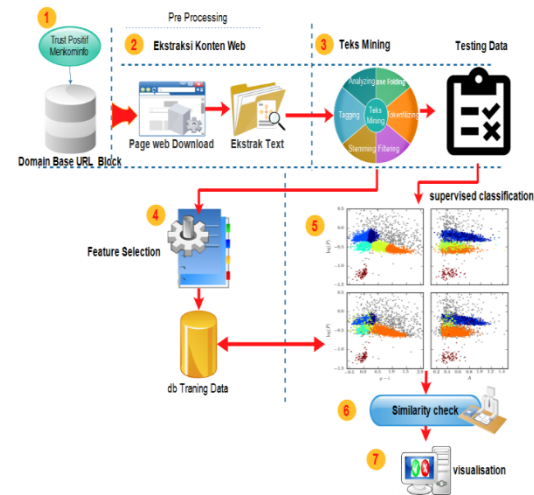 Pre Processing
1
Trust Positif
Menkominfo
2
Ekstraksi Konten Web
3
Teks Mining
Testing Data
Domain Base URL Block
Page web Download
Ekstrak Text
Analyzing
ase Folding
Tagging
Teks
Mining
TokeNizing
Stemming
Filtering
supervised classification
4
Feature Selection
5
db Traning Data
6
Similarity check
7
visualisation